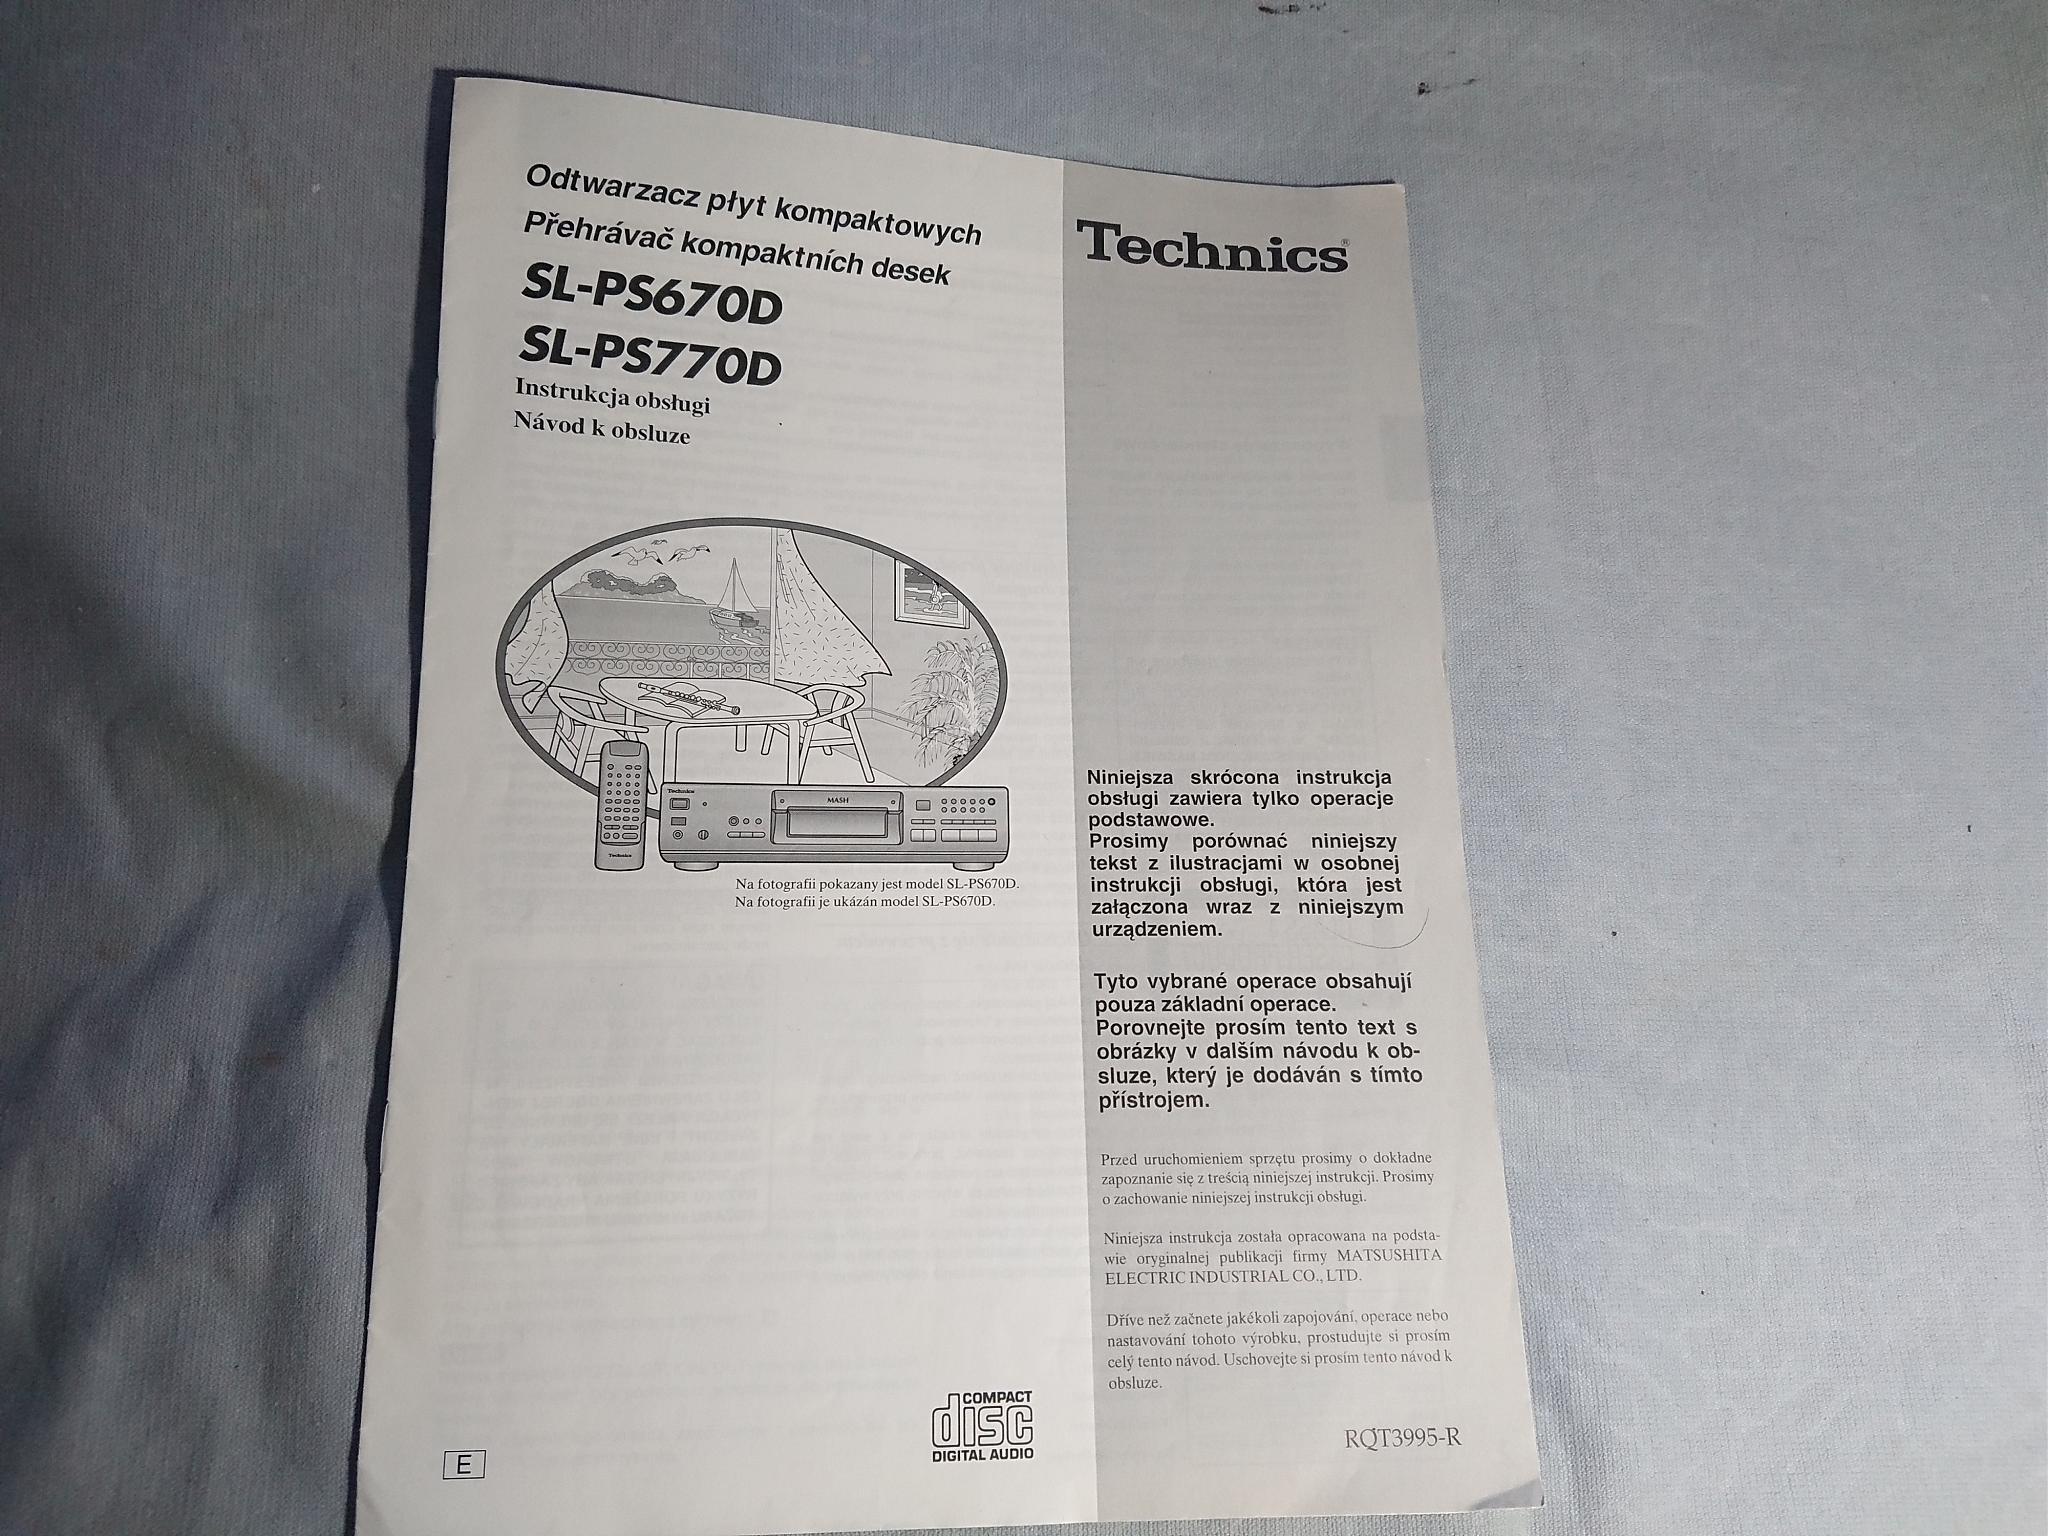 Odtwarzacz płyt kompaktowych
Přehrávač kompaktních desek
SL-PS670D
SL-PS770D
Instrukcja obsługi
Návod k obsluze
Technics®
Technics
MASH
Technics
Na fotografii pokazany jest model SL-PS670D.
Na fotografii je ukázán model SL-PS670D.
Niniejsza skrócona instrukcja
obsługi zawiera tylko operacje
podstawowe.
Prosimy porównać niniejszy
tekst z ilustracjami w osobnej
instrukcji obsługi, która jest
załączona wraz z niniejszym
urządzeniem.
Tyto vybrané operace obsahují
pouza základní operace.
Porovnejte prosím tento text s
obrázky v dalším návodu k ob-
sluze, který je dodáván s tímto
přístrojem.
Przed uruchomieniem sprzętu prosimy o dokładne
zapoznanie się z treścią niniejszej instrukcji. Prosimy
o zachowanie niniejszej instrukcji obsługi.
Niniejsza instrukcja została opracowana na podsta-
wie oryginalnej publikacji firmy MATSUSHITA
ELECTRIC INDUSTRIAL CO., LTD.
Dříve než začnete jakékoli zapojování, operace nebo
nastavování tohoto výrobku, prostudujte si prosím
celý tento návod. Uschovejte si prosím tento návod k
obsluze.
COMPACT
disc
DIGITAL AUDIO
E
RQT3995-R